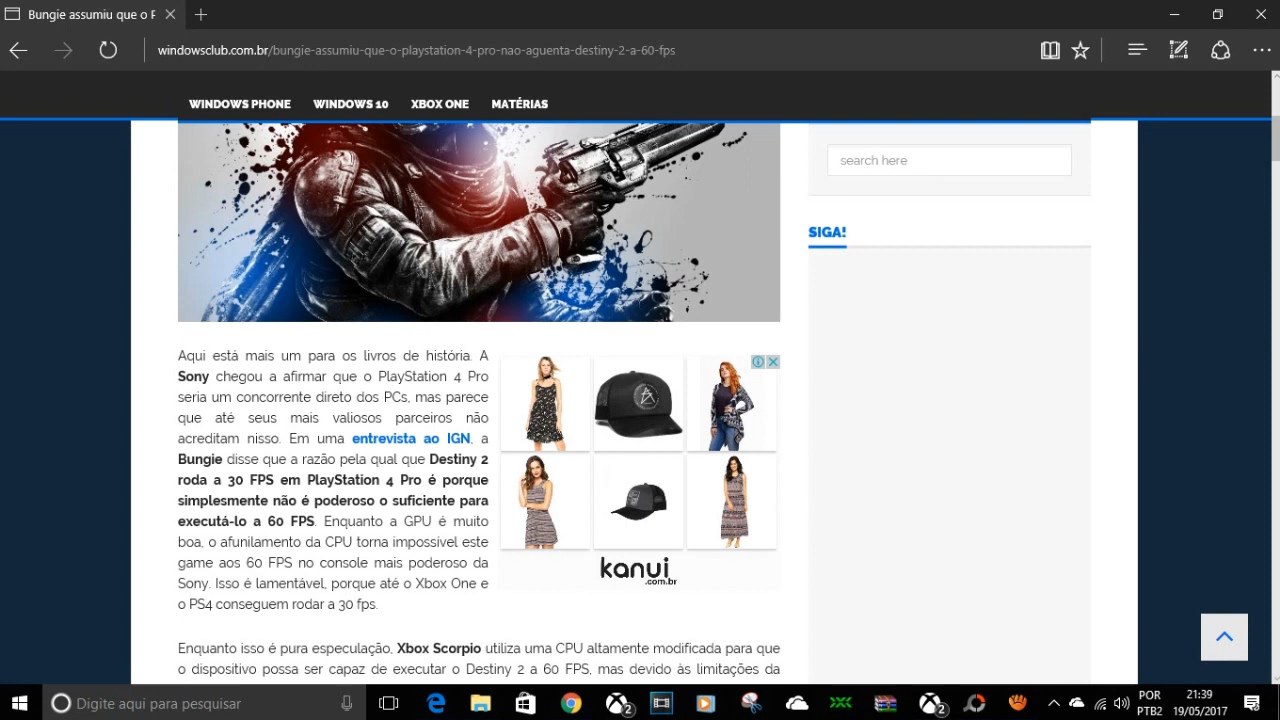 Bungie assumiu que o P
windowsclub.com.br/bungie-assumiu-que-o-playstation-4-pro-nao-aguenta-destiny-2-a-60-fps
WINDOWS PHONE WINDOWS 10 XBOX ONE MATÉRIAS
search here
SIGA!
Aqui está mais um para os livros de história. A
Sony chegou a afirmar que o PlayStation 4 Pro
seria um concorrente direto dos PCs, mas parece
que até seus mais valiosos parceiros não
acreditam nisso. Em uma entrevista ao IGN, a
Bungie disse que a razão pela qual que Destiny 2
roda a 30 FPS em PlayStation 4 Pro é porque
simplesmente não é poderoso o suficiente para
executá-lo a 60 FPS. Enquanto a GPU é muito
boa, o afunilamento da CPU torna impossível este
game aos 60 FPS no console mais poderoso da
Sony. Isso é lamentável, porque até o Xbox One e
o PS4 conseguem rodar a 30 fps.
kanui
.com.br
Enquanto isso é pura especulação, Xbox Scorpio utiliza uma CPU altamente modificada para que
o dispositivo possa ser capaz de executar o Destiny 2 a 60 FPS, mas devido às limitações da
Digite aqui para pesquisar
2
2
POR
PTB2
21:39
19/05/2017